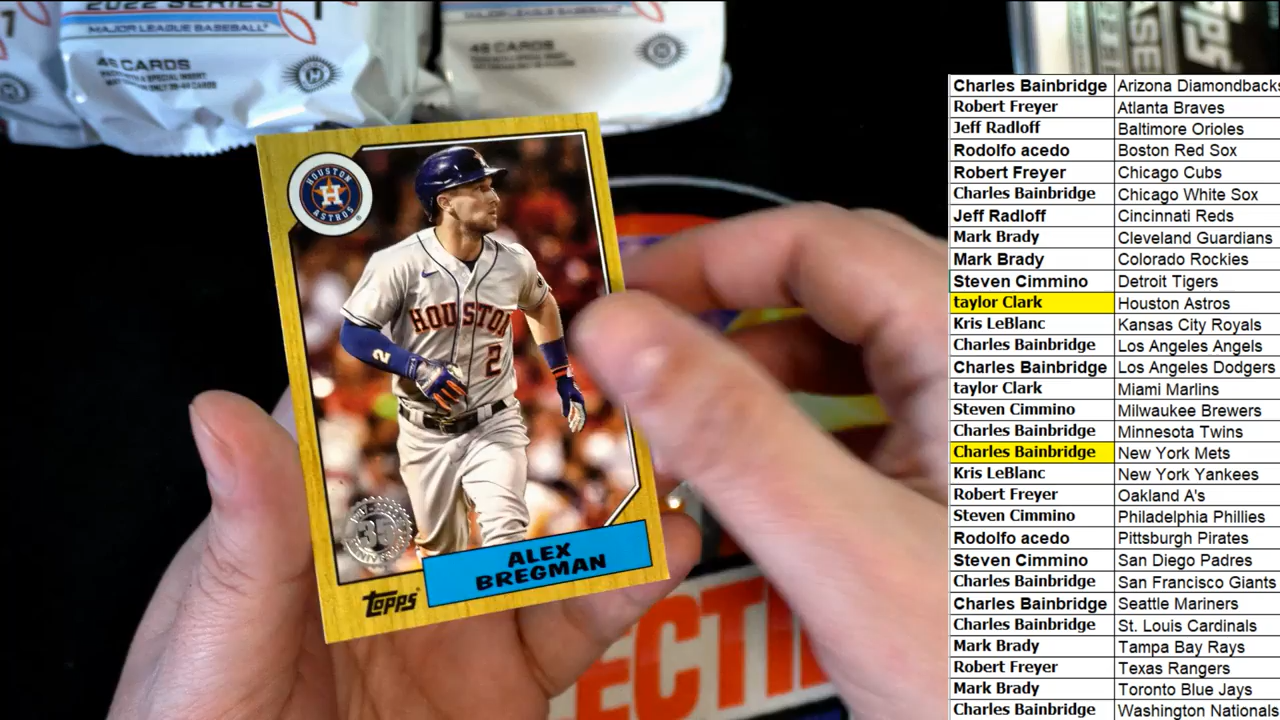 2022 SERIES 1
MAJOR LEAGUE BASEBALL
48 CARDS
48 CARDS
HOUSTON
ASTROS
HOUSTON
2
2
35
ALEX
BREGMAN
TOPPS
Charles Bainbridge Arizona Diamondbacks
Robert Freyer Atlanta Braves
Jeff Radloff Baltimore Orioles
Rodolfo acedo Boston Red Sox
Robert Freyer Chicago Cubs
Charles Bainbridge Chicago White Sox
Jeff Radloff Cincinnati Reds
Mark Brady Cleveland Guardians
Mark Brady Colorado Rockies
Steven Cimmino Detroit Tigers
taylor Clark Houston Astros
Kris LeBlanc Kansas City Royals
Charles Bainbridge Los Angeles Angels
Charles Bainbridge Los Angeles Dodgers
taylor Clark Miami Marlins
Steven Cimmino Milwaukee Brewers
Charles Bainbridge Minnesota Twins
Charles Bainbridge New York Mets
Kris LeBlanc New York Yankees
Robert Freyer Oakland A's
Steven Cimmino Philadelphia Phillies
Rodolfo acedo Pittsburgh Pirates
Steven Cimmino San Diego Padres
Charles Bainbridge San Francisco Giants
Charles Bainbridge Seattle Mariners
Charles Bainbridge St. Louis Cardinals
Mark Brady Tampa Bay Rays
Robert Freyer Texas Rangers
Mark Brady Toronto Blue Jays
Charles Bainbridge Washington Nationals